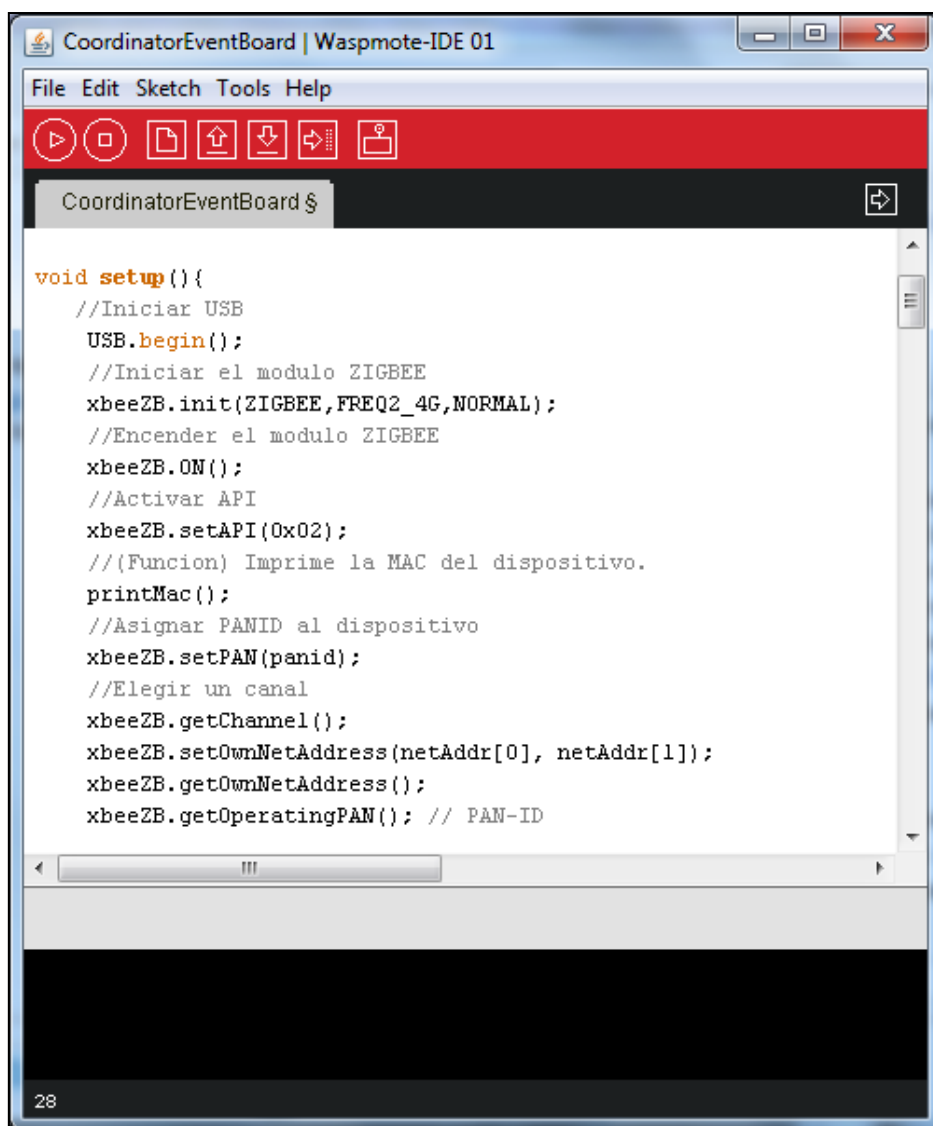 CoordinatorEventBoard | Waspmote-IDE 01
File Edit Sketch Tools Help
CoordinatorEventBoard §
void setup(){
//Iniciar USB
USB.begin();
//Iniciar el modulo ZIGBEE
xbeeZB.init(ZIGBEE,FREQ2_4G,NORMAL);
//Encender el modulo ZIGBEE
xbeeZB.ON();
//Activar API
xbeeZB.setAPI(0x02);
//(Funcion) Imprime la MAC del dispositivo.
printMac();
//Asignar PANID al dispositivo
xbeeZB.setPAN(panid);
//Elegir un canal
xbeeZB.getChannel();
xbeeZB.setOwnNetAddress(netAddr[0], netAddr[1]);
xbeeZB.getOwnNetAddress();
xbeeZB.getOperatingPAN(); // PAN-ID
28